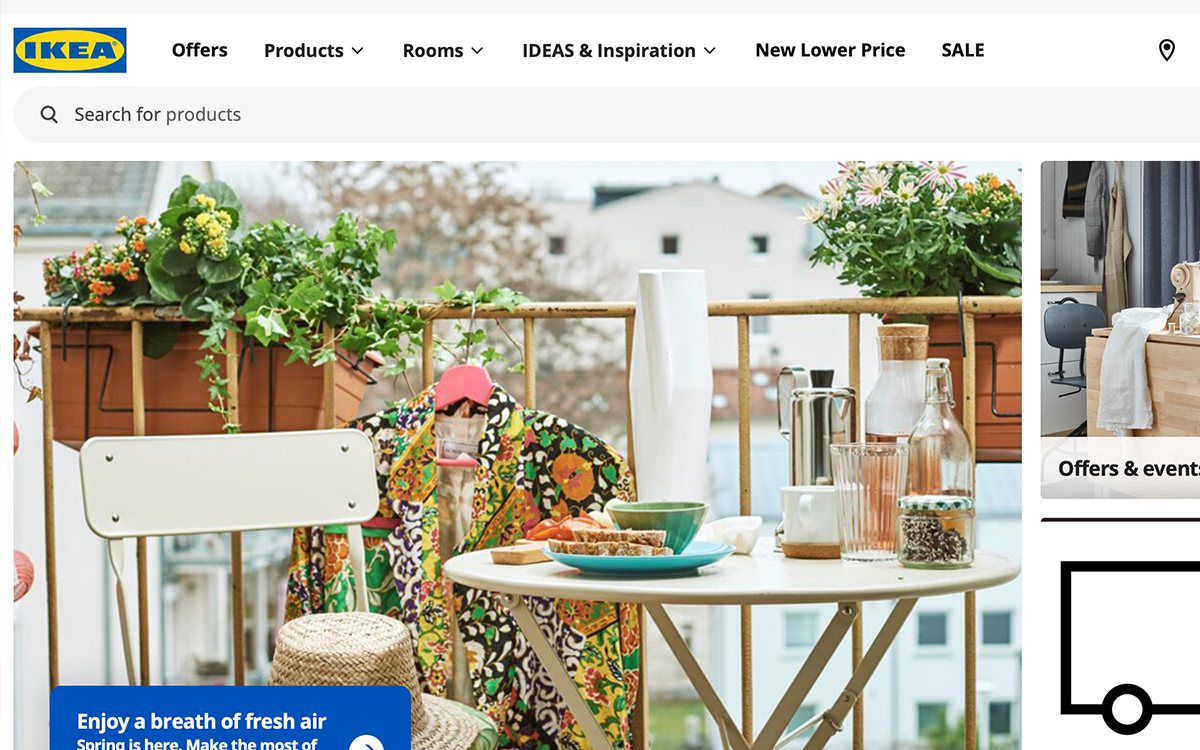 IKEA
Offers
Products
Rooms
IDEAS & Inspiration
New Lower Price
SALE
Search for products
Offers & events
Enjoy a breath of fresh air
Spring is here. Make the most of